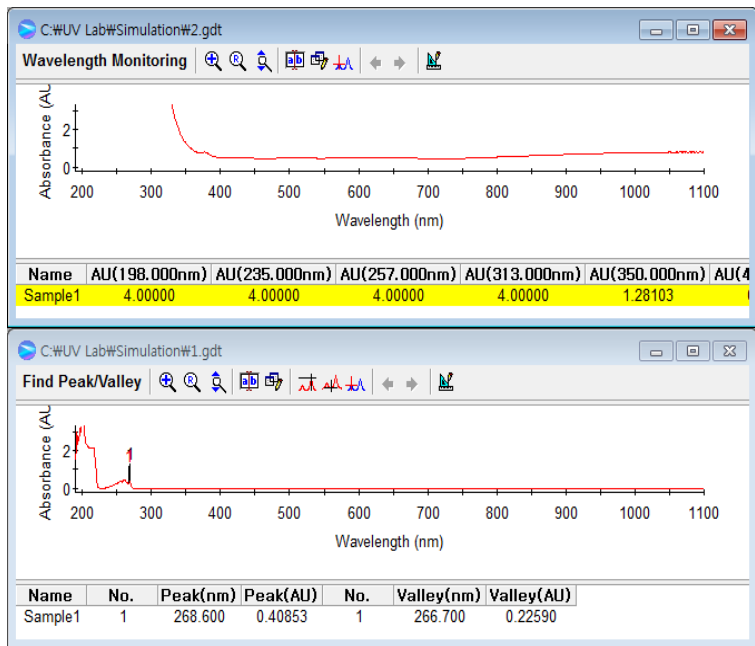 C:₩UV Lab₩Simulation₩2.gdt
Wavelength Monitoring
Absorbance (AU
2
0
200 300 400 500 600 700 800 900 1000 1100
Wavelength (nm)
Name AU(198.000nm) AU(235.000nm) AU(257.000nm) AU(313.000nm) AU(350.000nm) AU(4
Sample1 4.00000 4.00000 4.00000 4.00000 1.28103
C:₩UV Lab₩Simulation₩1.gdt
Find Peak/Valley
Absorbance (AU
2
1
0
200 300 400 500 600 700 800 900 1000 1100
Wavelength (nm)
Name No. Peak(nm) Peak(AU) No. Valley(nm) Valley(AU)
Sample1 1 268.600 0.40853 1 266.700 0.22590